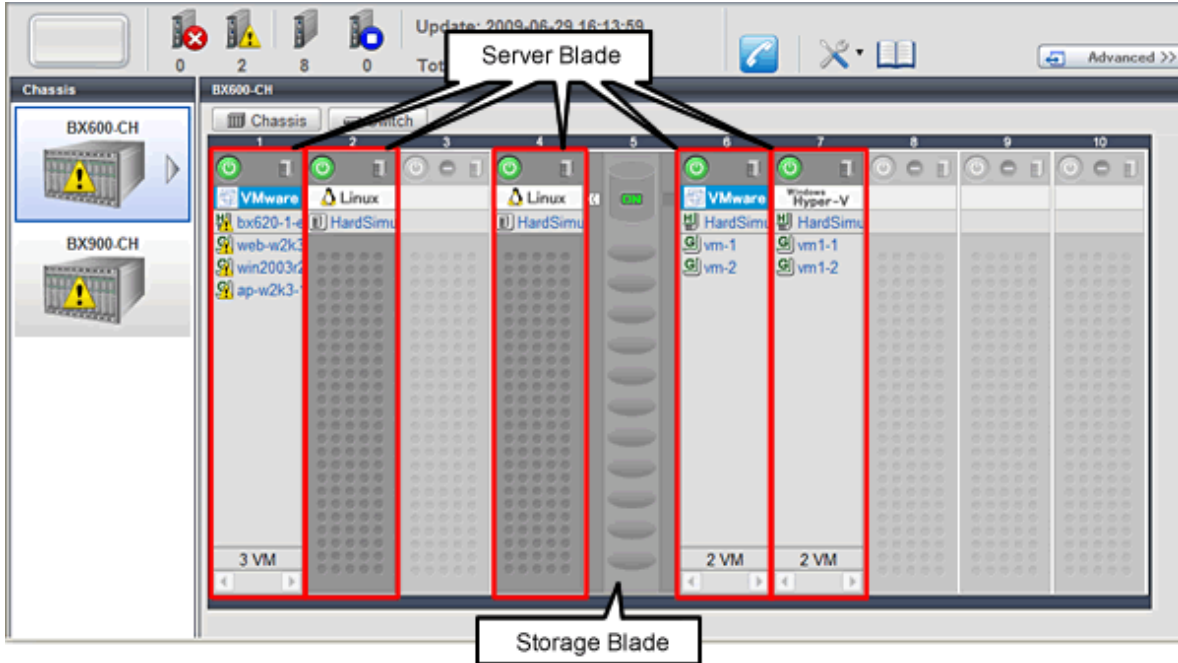 Update: 2009-06-29 16:13:59
0 2 8 0 Tot
Server Blade
Advanced >>
Chassis
BX600-CH
BX600-CH
BX900-CH
Chassis
1 2 3 4 5 6 7 8 9 10
VMware
Linux
Linux
ON
VMware
Windows
Hyper-V
bx620-1-e
HardSimu
HardSimu
HardSimu
HardSimu
web-w2k3
vm-1
vm1-1
win2003r2
vm-2
vm1-2
ap-w2k3-1
3 VM
2 VM
2 VM
Storage Blade